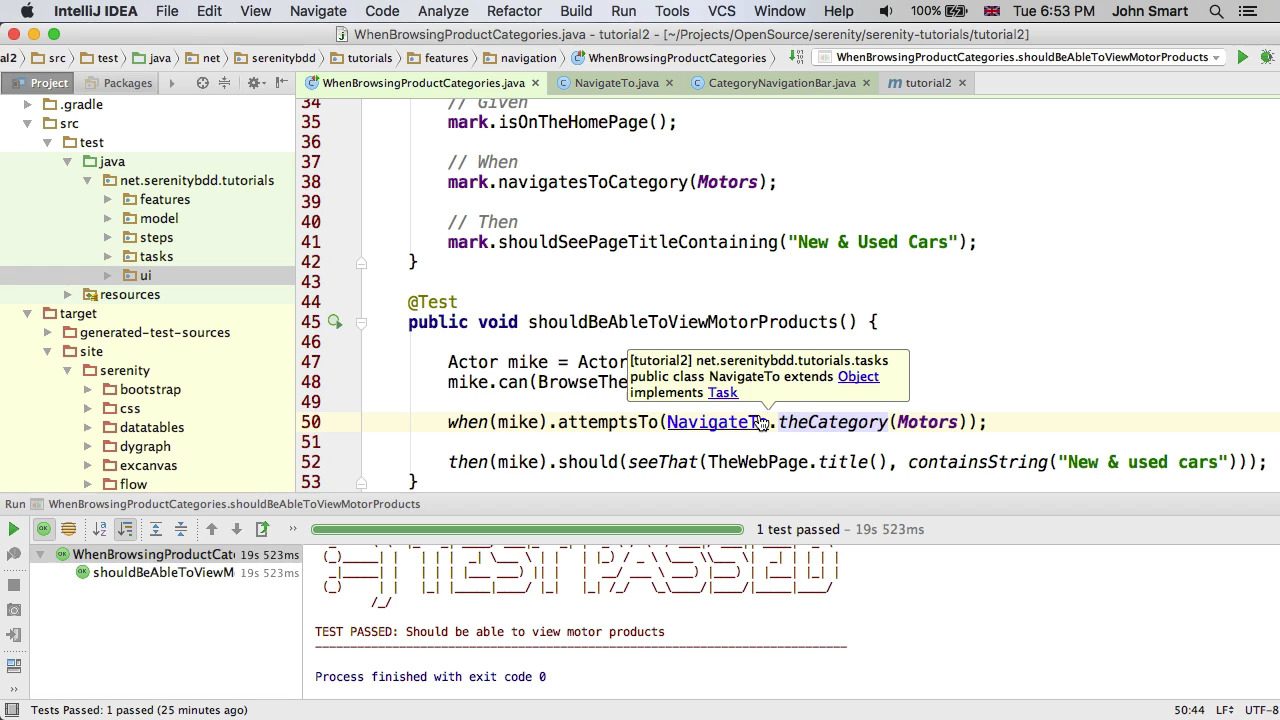 IntelliJ IDEA File Edit View Navigate Code Analyze Refactor Build Run Tools VCS Window Help 100% Tue 6:53 PM John Smart
WhenBrowsingProductCategories.java - tutorial2 - [~/Projects/OpenSource/serenity/serenity-tutorials/tutorial2]
al2 src test java net serenitybdd tutorials features navigation WhenBrowsingProductCategories WhenBrowsingProductCategories.shouldBeAbleToViewMotorProducts
Project Packages WhenBrowsingProductCategories.java NavigateTo.java CategoryNavigationBar.java m tutorial2
.gradle
src
test
java
net.serenitybdd.tutorials
features
model
steps
tasks
ui
resources
target
generated-test-sources
site
serenity
bootstrap
css
datatables
dygraph
excanvas
flow
34 // Given
35 mark.isOnTheHomePage();
36
37 // When
38 mark.navigatesToCategory(Motors);
39
40 // Then
41 mark.shouldSeePageTitleContaining("New & Used Cars");
42 }
43
44 @Test
45 public void shouldBeAbleToViewMotorProducts() {
46
47 Actor mike = Actor
48 mike.can(BrowseThe
49
50 when(mike).attemptsTo(NavigateTo.theCategory(Motors));
51
52 then(mike).should(seeThat(TheWebPage.title(), containsString("New & used cars")));
53 }
[tutorial2] net.serenitybdd.tutorials.tasks
public class NavigateTo extends Object
implements Task
Run WhenBrowsingProductCategories.shouldBeAbleToViewMotorProducts
1 test passed - 19s 523ms
WhenBrowsingProductCat 19s 523ms
shouldBeAbleToViewM 19s 523ms
TEST PASSED: Should be able to view motor products
Process finished with exit code 0
Tests Passed: 1 passed (25 minutes ago) 50:44 LF UTF-8